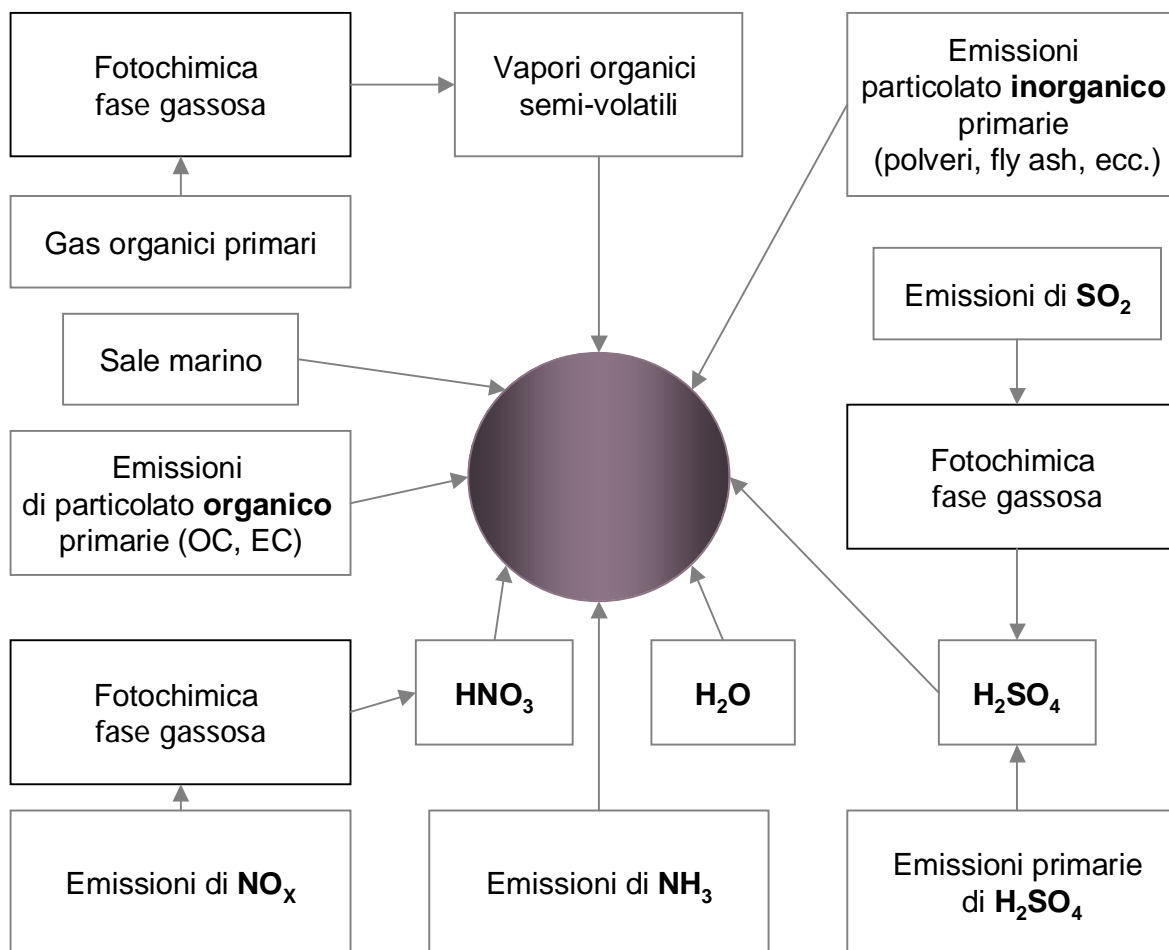 Fotochimica
fase gassosa
Vapori organici
semi-volatili
Emissioni
particolato inorganico
primarie
(polveri, fly ash, ecc.)
Gas organici primari
Emissioni di SO₂
Sale marino
Emissioni
di particolato organico
primarie (OC, EC)
Fotochimica
fase gassosa
Fotochimica
fase gassosa
HNO₃
H₂O
H₂SO₄
Emissioni di NOₓ
Emissioni di NH₃
Emissioni primarie
di H₂SO₄